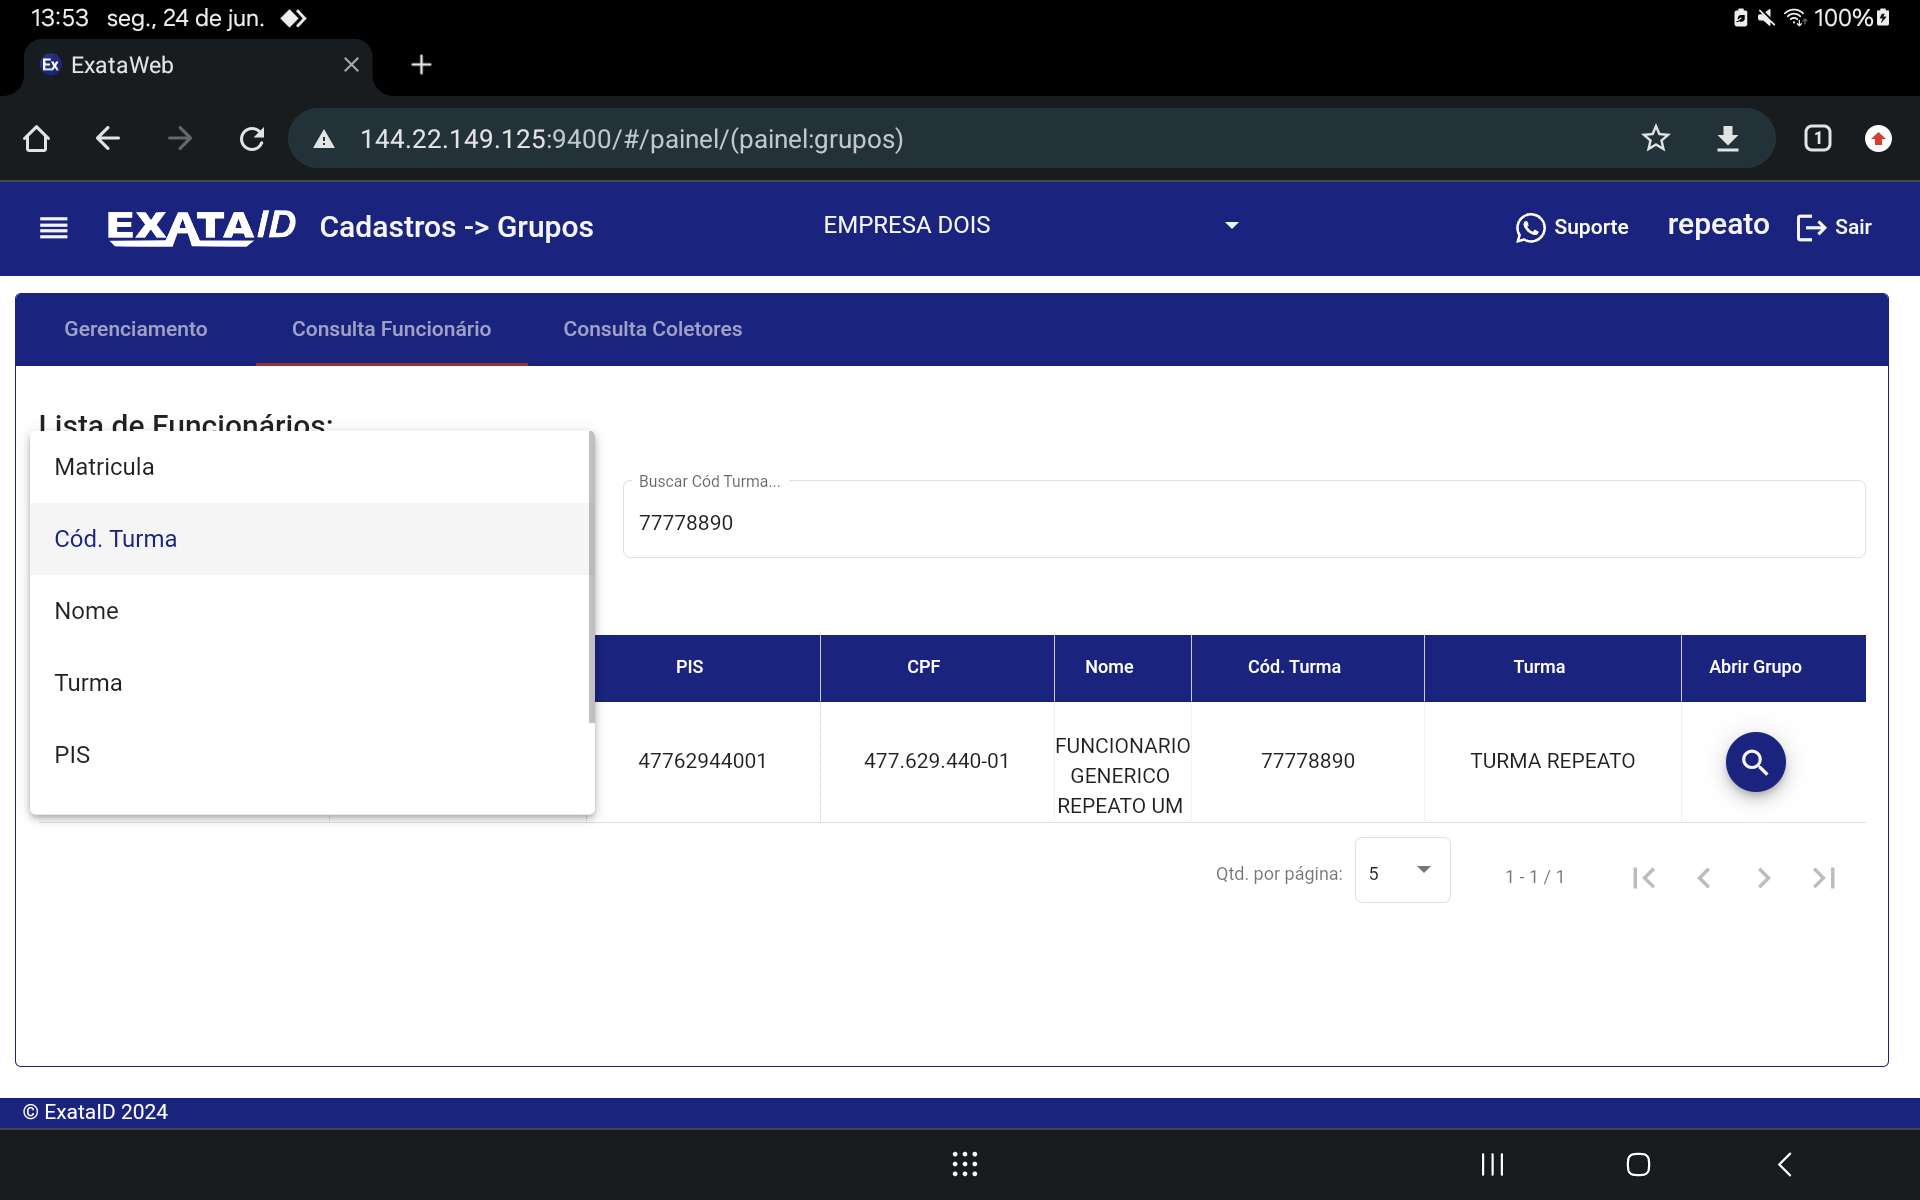 13:53 seg., 24 de jun. 100%
Ex ExataWeb
144.22.149.125:9400/#/painel/(painel:grupos) 1
EXATA ID Cadastros -> Grupos EMPRESA DOIS Suporte repeato Sair
Gerenciamento Consulta Funcionário Consulta Coletores
Lista de Funcionários:
Matricula
Cód. Turma
Nome
Turma
PIS
Buscar Cód Turma...
77778890
PIS CPF Nome Cód. Turma Turma Abrir Grupo
47762944001 477.629.440-01 FUNCIONARIO GENERICO REPEATO UM 77778890 TURMA REPEATO
Qtd. por página: 5 1 - 1 / 1
© ExataID 2024